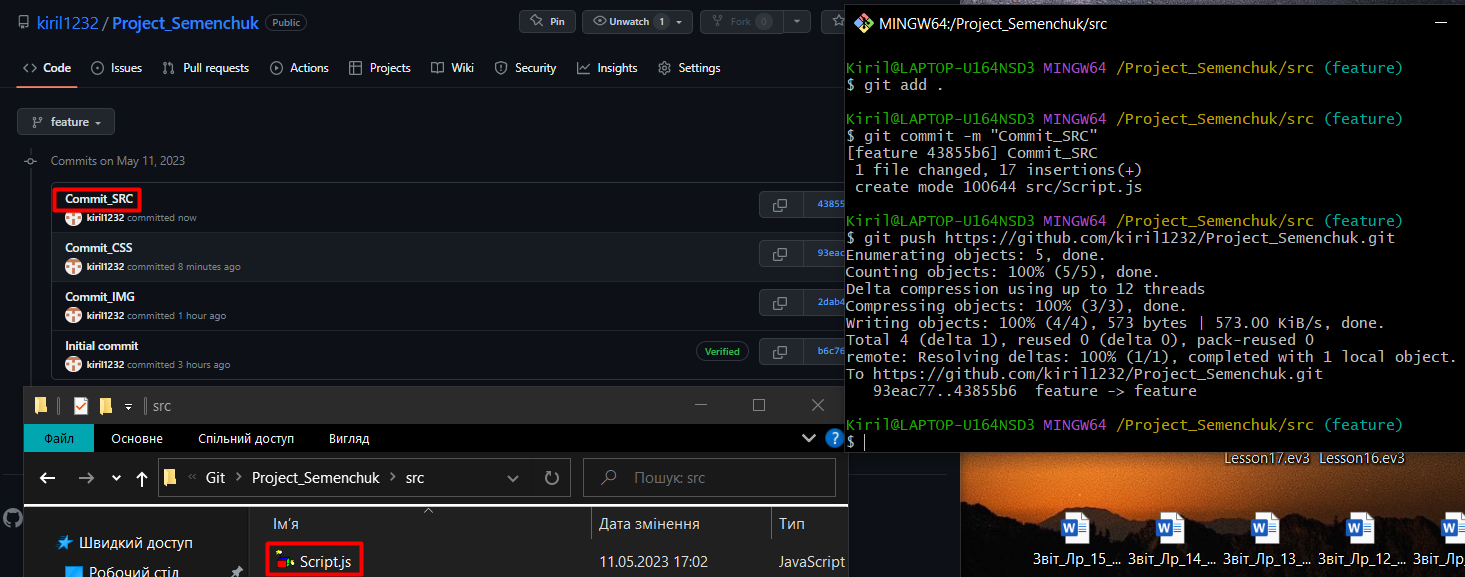 kiril1232 / Project_Semenchuk Public
Pin
Unwatch 1
Fork 0
Code
Issues
Pull requests
Actions
Projects
Wiki
Security
Insights
Settings
feature
Commits on May 11, 2023
Commit_SRC
kiril1232 committed now
43855
Commit_CSS
kiril1232 committed 8 minutes ago
93eac
Commit_IMG
kiril1232 committed 1 hour ago
2dab4
Initial commit
kiril1232 committed 3 hours ago
Verified
b6c76
src
Файл
Основне
Спільний доступ
Вигляд
?
« Git > Project_Semenchuk > src
Пошук: src
Швидкий доступ
Робочий стіл
Ім'я
Дата змінення
Тип
Script.js
11.05.2023 17:02
JavaScript
MINGW64:/Project_Semenchuk/src
Kiril@LAPTOP-U164NSD3 MINGW64 /Project_Semenchuk/src (feature)
$ git add .
Kiril@LAPTOP-U164NSD3 MINGW64 /Project_Semenchuk/src (feature)
$ git commit -m "Commit_SRC"
[feature 43855b6] Commit_SRC
1 file changed, 17 insertions(+)
create mode 100644 src/Script.js
Kiril@LAPTOP-U164NSD3 MINGW64 /Project_Semenchuk/src (feature)
$ git push https://github.com/kiril1232/Project_Semenchuk.git
Enumerating objects: 5, done.
Counting objects: 100% (5/5), done.
Delta compression using up to 12 threads
Compressing objects: 100% (3/3), done.
Writing objects: 100% (4/4), 573 bytes | 573.00 KiB/s, done.
Total 4 (delta 1), reused 0 (delta 0), pack-reused 0
remote: Resolving deltas: 100% (1/1), completed with 1 local object.
To https://github.com/kiril1232/Project_Semenchuk.git
93eac77..43855b6 feature -> feature
Kiril@LAPTOP-U164NSD3 MINGW64 /Project_Semenchuk/src (feature)
$
Lesson17.ev3
Lesson16.ev3
Звіт_Лр_15_...
Звіт_Лр_14_...
Звіт_Лр_13_...
Звіт_Лр_12_...
Звіт_Лр